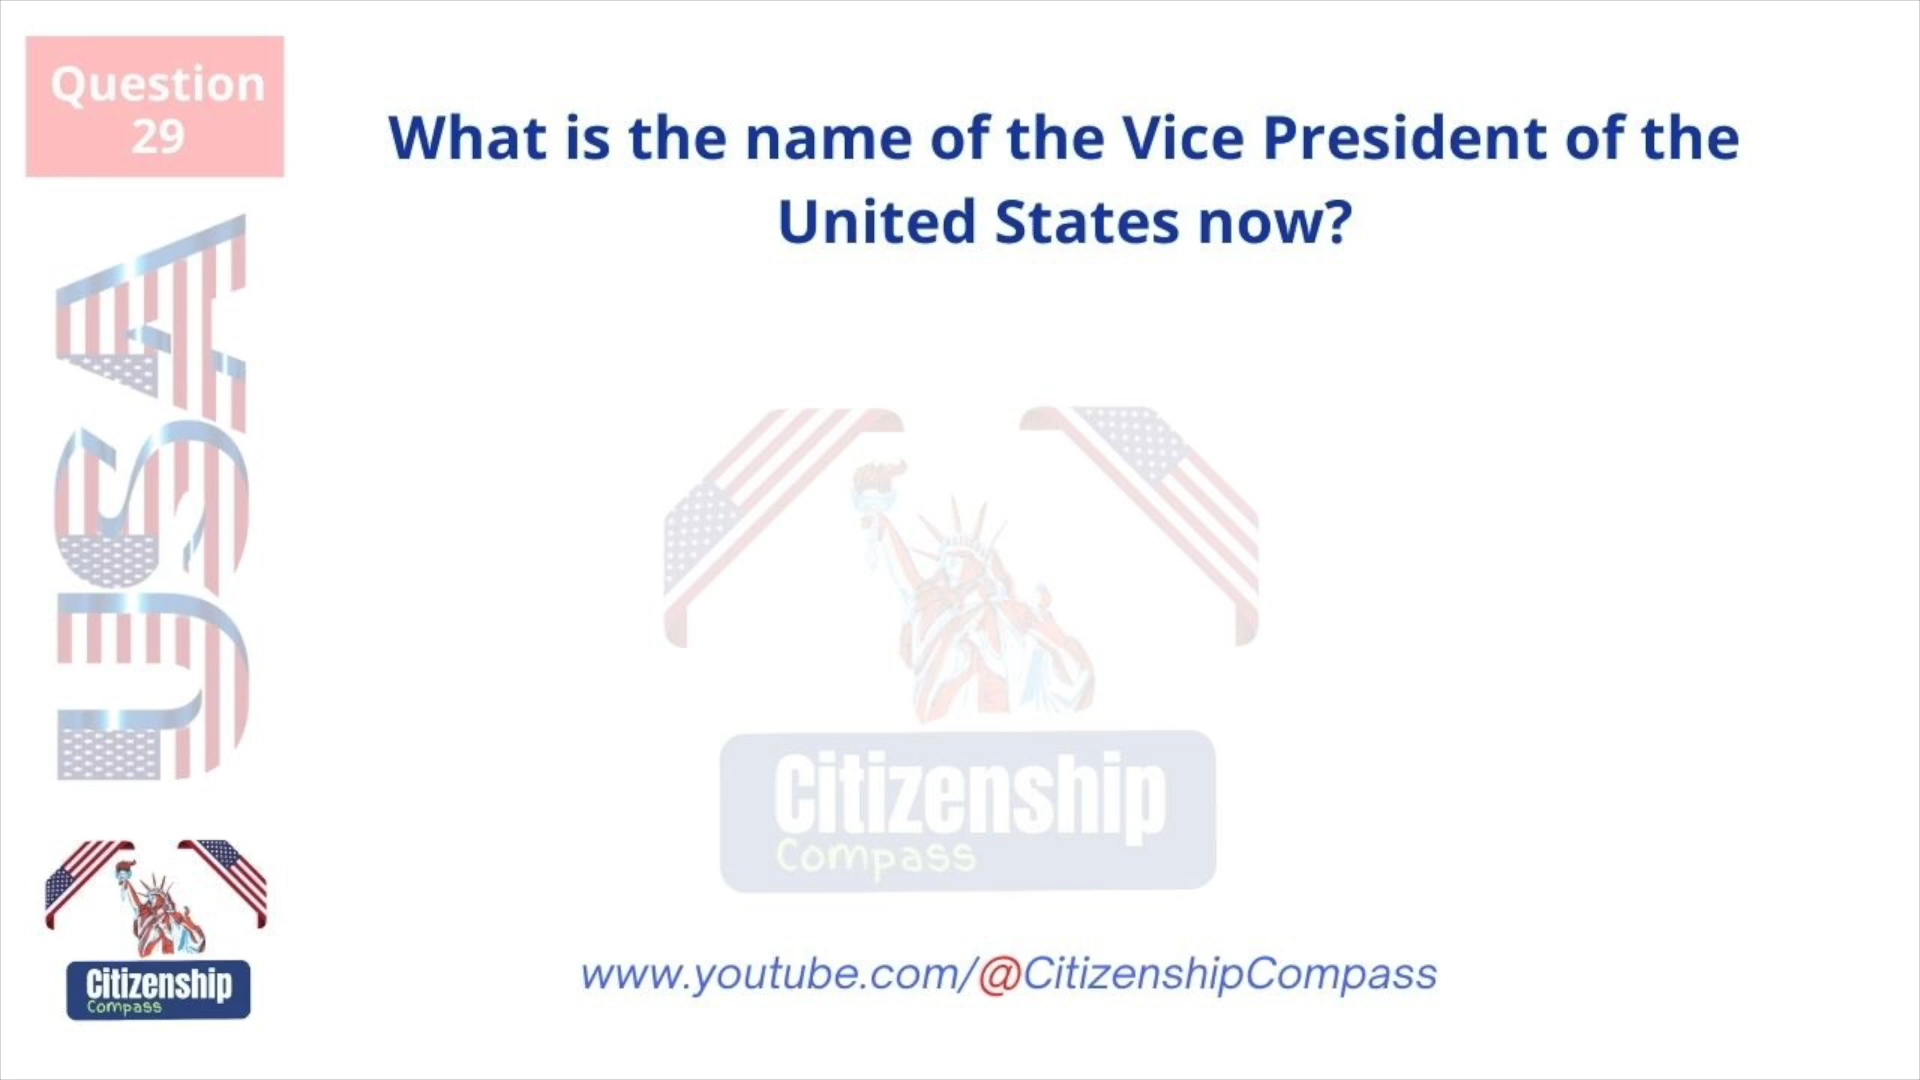 Question
29
What is the name of the Vice President of the
United States now?
USA
Citizenship
Compass
www.youtube.com/@CitizenshipCompass
Citizenship
Compass